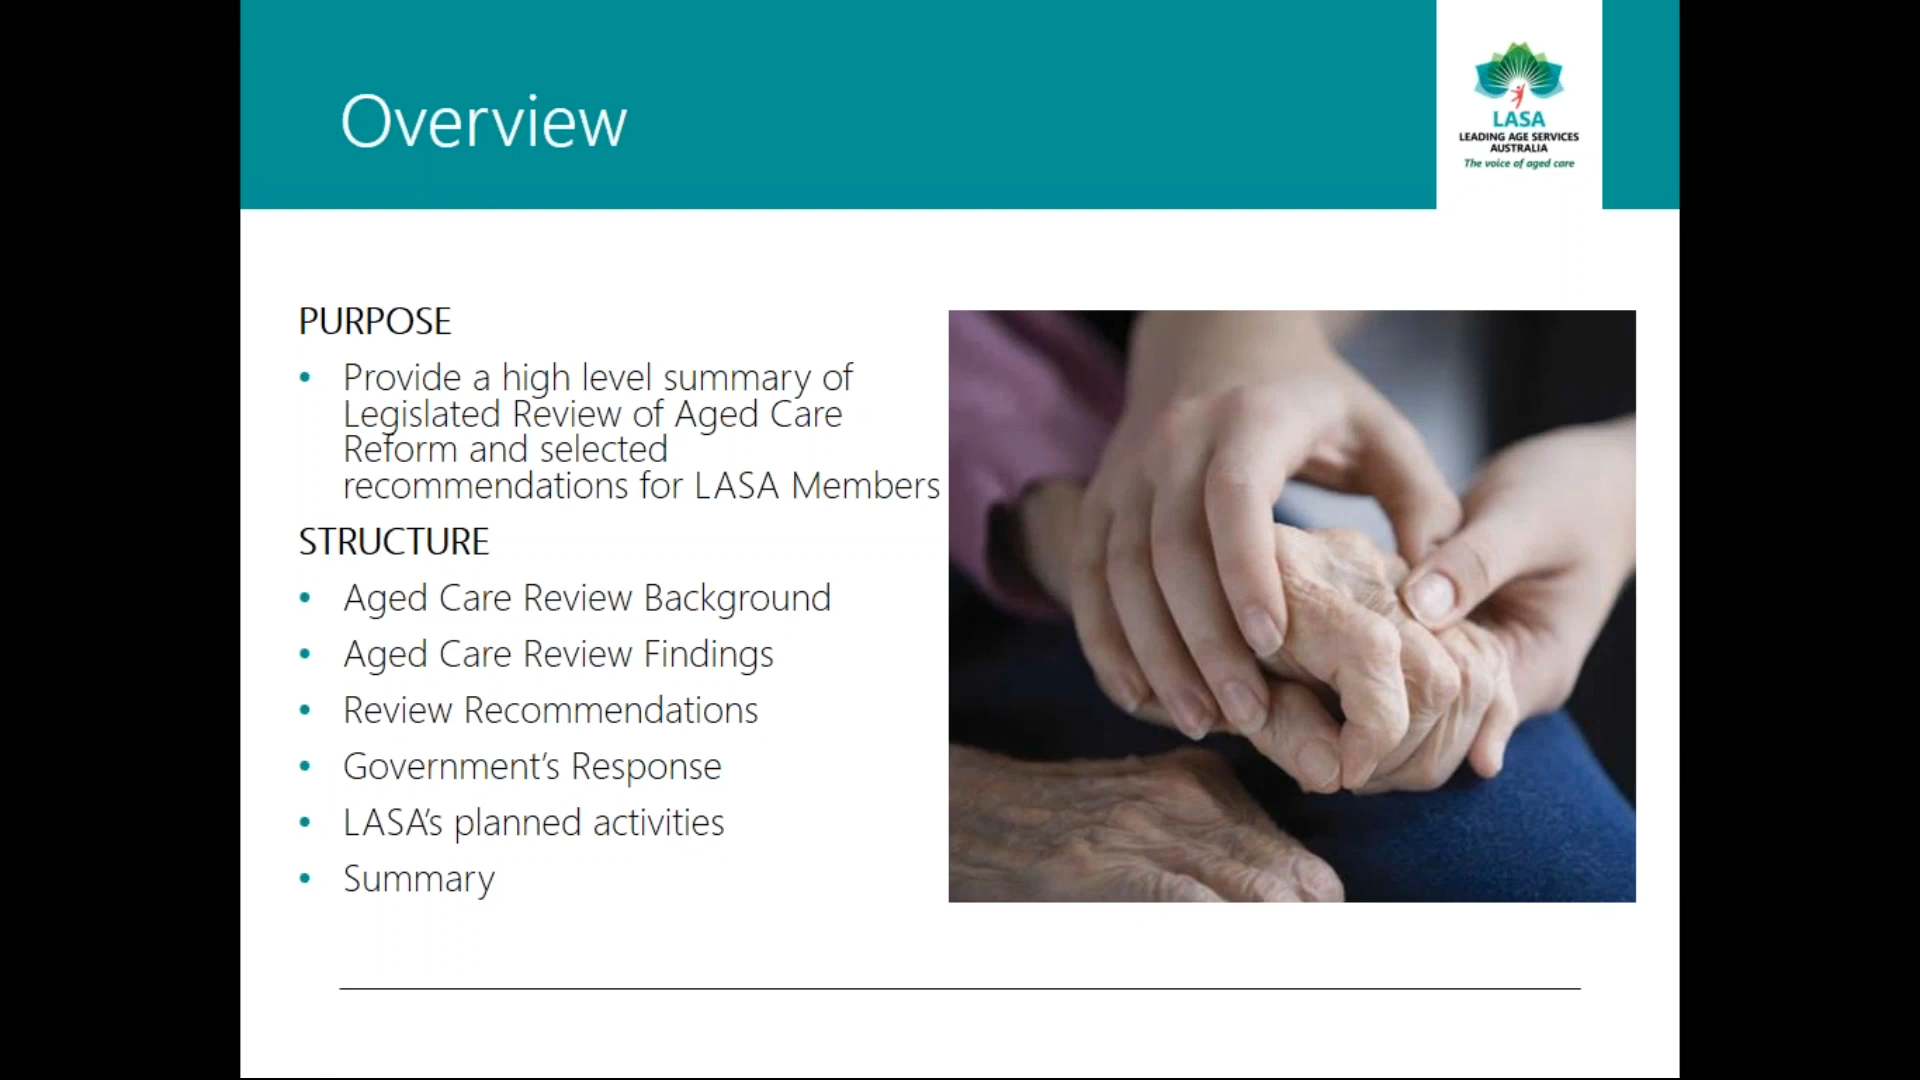 Overview
LASA
LEADING AGE SERVICES
AUSTRALIA
The voice of aged care
PURPOSE
• Provide a high level summary of
Legislated Review of Aged Care
Reform and selected
recommendations for LASA Members
STRUCTURE
• Aged Care Review Background
• Aged Care Review Findings
• Review Recommendations
• Government’s Response
• LASA’s planned activities
• Summary